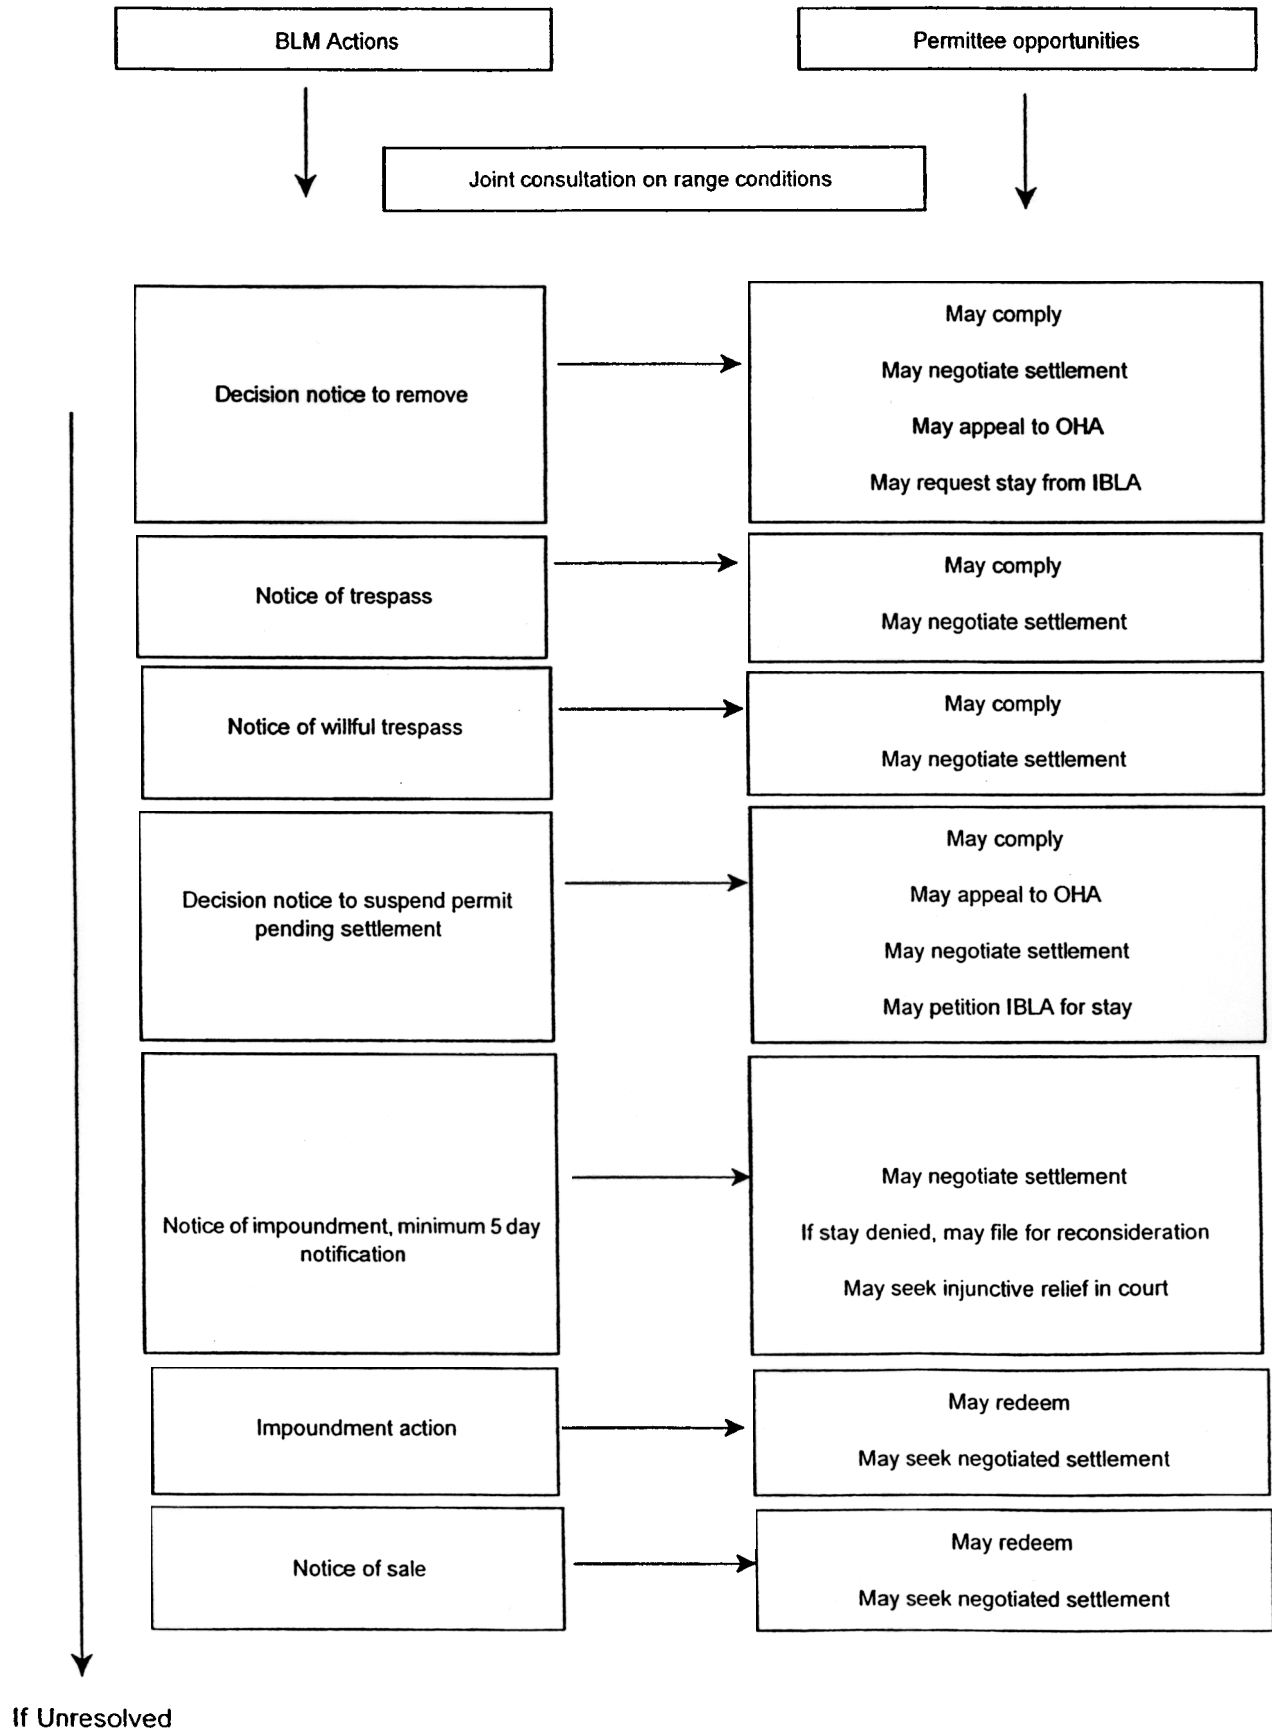 BLM Actions
Permittee opportunities
Joint consultation on range conditions
Decision notice to remove
May comply
May negotiate settlement
May appeal to OHA
May request stay from IBLA
Notice of trespass
May comply
May negotiate settlement
Notice of willful trespass
May comply
May negotiate settlement
Decision notice to suspend permit
pending settlement
May comply
May appeal to OHA
May negotiate settlement
May petition IBLA for stay
Notice of impoundment, minimum 5 day
notification
May negotiate settlement
If stay denied, may file for reconsideration
May seek injunctive relief in court
Impoundment action
May redeem
May seek negotiated settlement
Notice of sale
May redeem
May seek negotiated settlement
If Unresolved